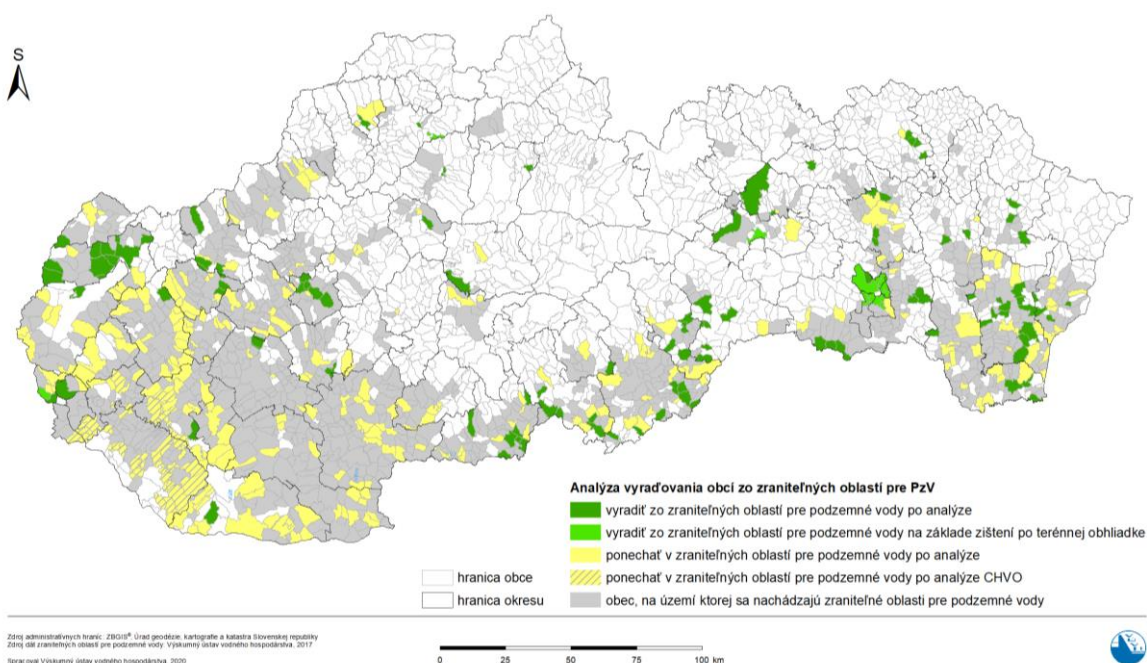 S
Analýza vyraďovania obcí zo zraniteľných oblastí pre PzV
vyradiť zo zraniteľných oblastí pre podzemné vody po analýze
vyradiť zo zraniteľných oblastí pre podzemné vody na základe zištení po terénnej obhliadke
ponechať v zraniteľných oblastí pre podzemné vody po analýze
hranica obce
ponechať v zraniteľných oblastí pre podzemné vody po analýze CHVO
hranica okresu
obec, na území ktorej sa nachádzajú zraniteľné oblasti pre podzemné vody
Zdroj administratívnych hraníc: ZBGIS®, Úrad geodézie, kartografie a katastra Slovenskej republiky
Zdroj dát zraniteľných oblastí pre podzemné vody: Výskumný ústav vodného hospodárstva, 2017
Spracoval Výskumný ústav vodného hospodárstva, 2020
0 25 50 75 100 km